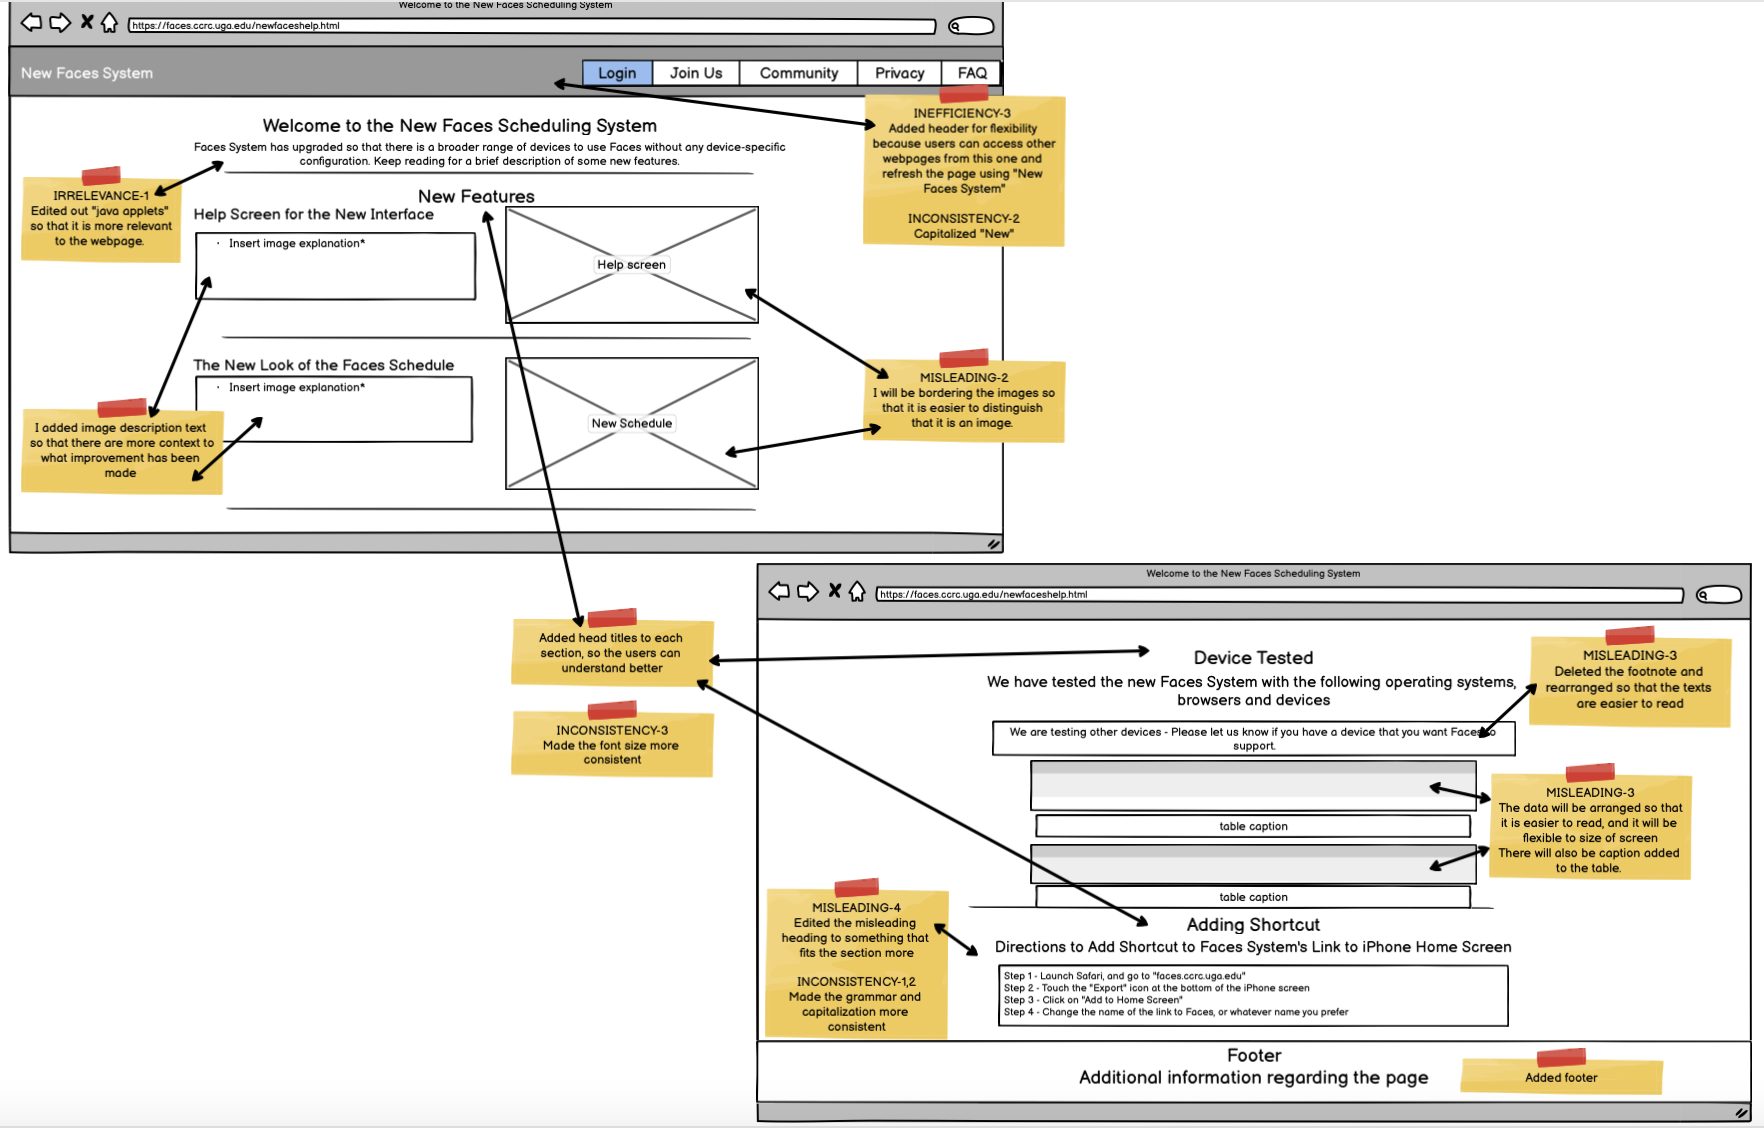 Welcome to the New Faces Scheduling System
https://faces.ccrc.uga.edu/newfaceshelp.html
New Faces System
Login
Join Us
Community
Privacy
FAQ
Welcome to the New Faces Scheduling System
Faces System has upgraded so that there is a broader range of devices to use Faces without any device-specific
configuration. Keep reading for a brief description of some new features.
INEFFICIENCY-3
Added header for flexibility
because users can access other
webpages from this one and
refresh the page using "New
Faces System"
INCONSISTENCY-2
Capitalized "New"
IRRELEVANCE-1
Edited out "java applets"
so that it is more relevant
to the webpage.
New Features
Help Screen for the New Interface
· Insert image explanation*
Help screen
The New Look of the Faces Schedule
· Insert image explanation*
New Schedule
MISLEADING-2
I will be bordering the images so
that it is easier to distinguish
that it is an image.
I added image description text
so that there are more context to
what improvement has been
made
Added head titles to each
section, so the users can
understand better
INCONSISTENCY-3
Made the font size more
consistent
Welcome to the New Faces Scheduling System
https://faces.ccrc.uga.edu/newfaceshelp.html
Device Tested
We have tested the new Faces System with the following operating systems,
browsers and devices
We are testing other devices - Please let us know if you have a device that you want Faces to
support.
MISLEADING-3
Deleted the footnote and
rearranged so that the texts
are easier to read
table caption
table caption
MISLEADING-3
The data will be arranged so that
it is easier to read, and it will be
flexible to size of screen
There will also be caption added
to the table.
MISLEADING-4
Edited the misleading
heading to something that
fits the section more
INCONSISTENCY-1,2
Made the grammar and
capitalization more
consistent
Adding Shortcut
Directions to Add Shortcut to Faces System's Link to iPhone Home Screen
Step 1 - Launch Safari, and go to "faces.ccrc.uga.edu"
Step 2 - Touch the "Export" icon at the bottom of the iPhone screen
Step 3 - Click on "Add to Home Screen"
Step 4 - Change the name of the link to Faces, or whatever name you prefer
Footer
Additional information regarding the page
Added footer